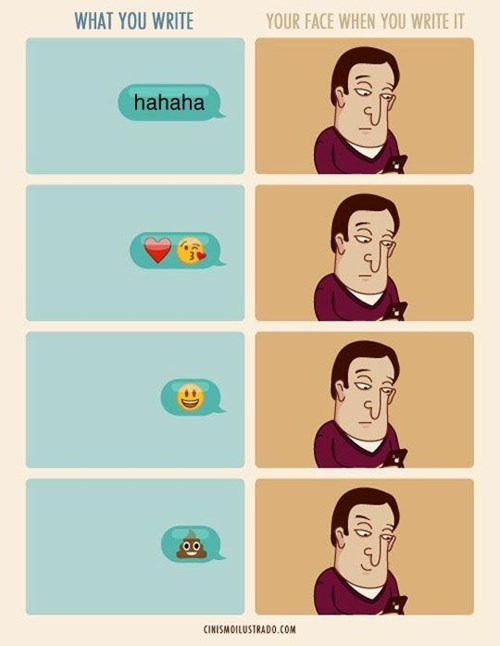 WHAT YOU WRITE
YOUR FACE WHEN YOU WRITE IT
hahaha
CINISMOILUSTRADO.COM